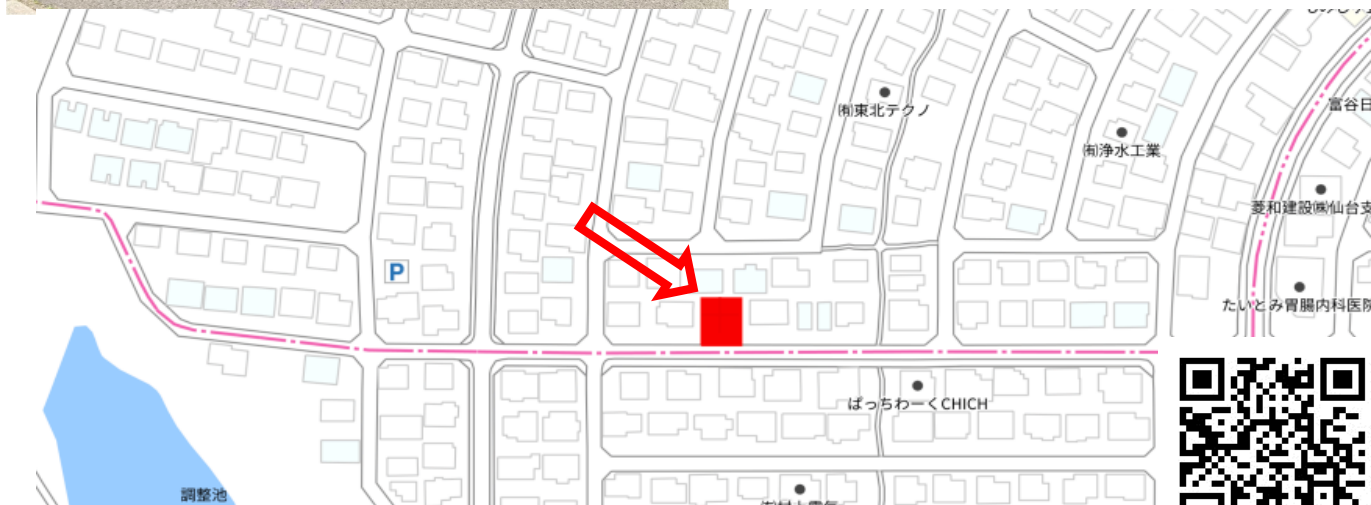 ㈲東北テクノ
㈲浄水工業
富谷日
菱和建設㈱仙台支
P
たいとみ胃腸内科医院
ぱっちわーくCHICH
調整池